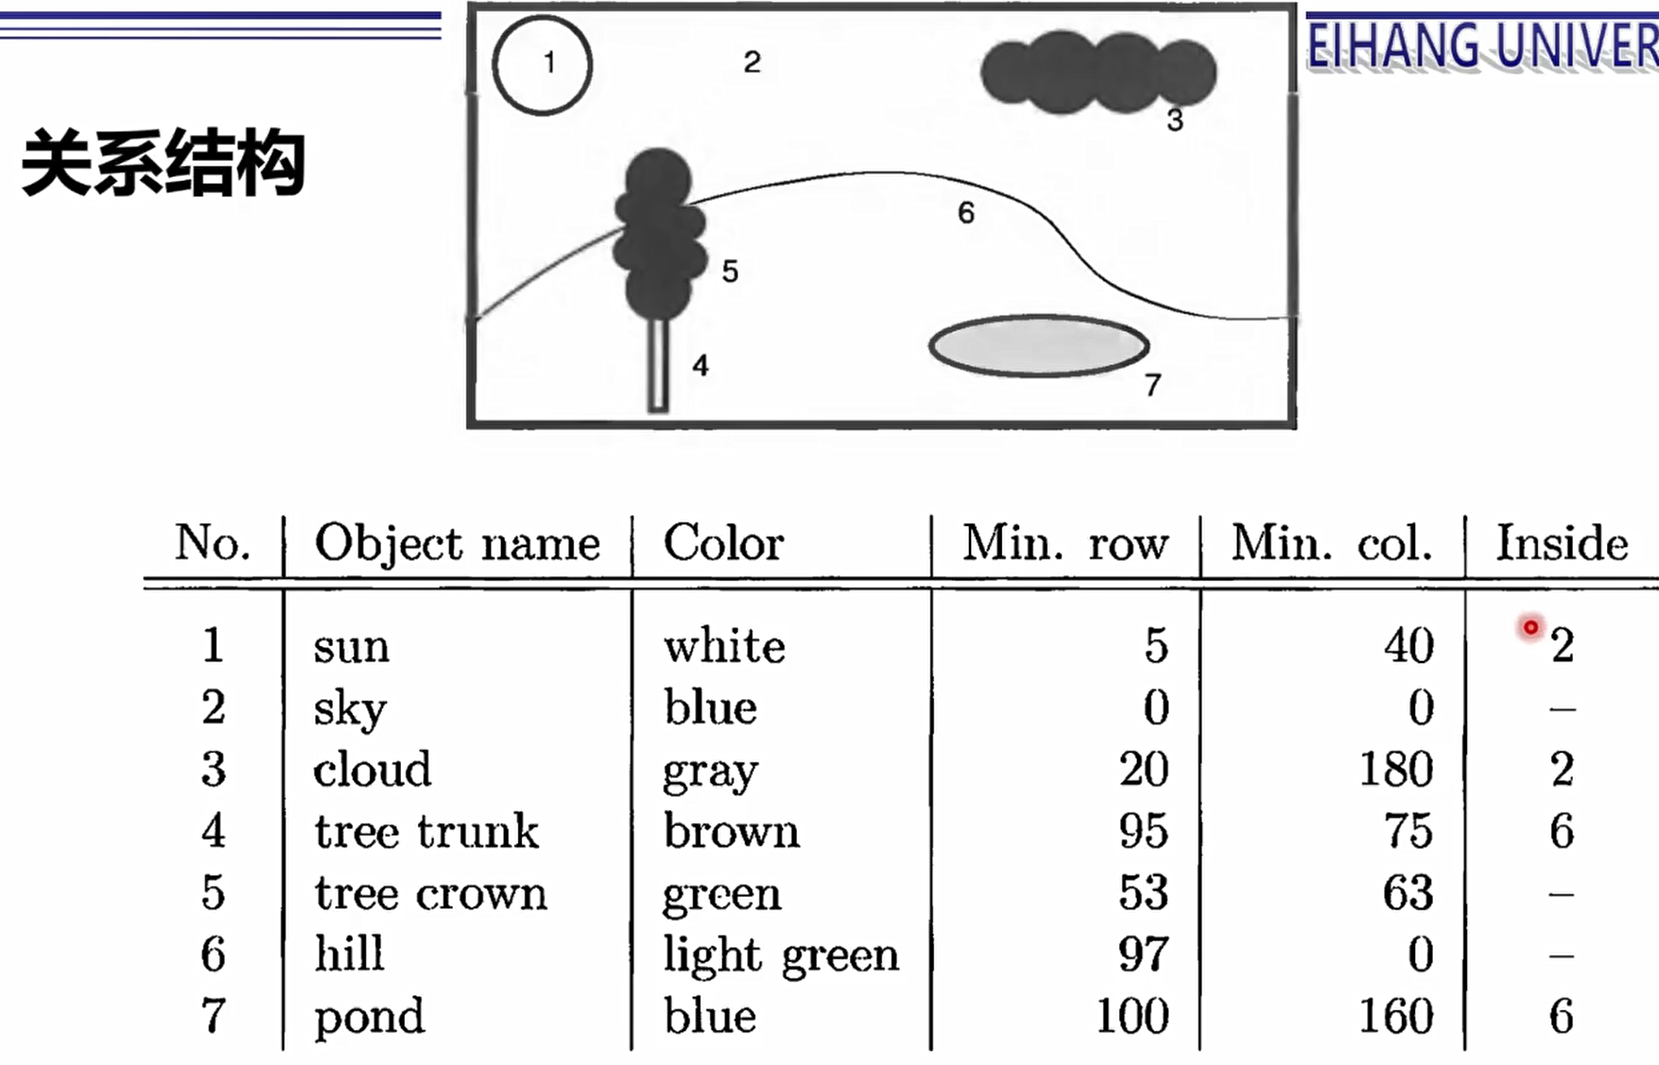 EIHANG UNIVER
关系结构
1
2
3
6
5
4
7
No. Object name Color Min. row Min. col. Inside
1 sun white 5 40 2
2 sky blue 0 0 –
3 cloud gray 20 180 2
4 tree trunk brown 95 75 6
5 tree crown green 53 63 –
6 hill light green 97 0 –
7 pond blue 100 160 6